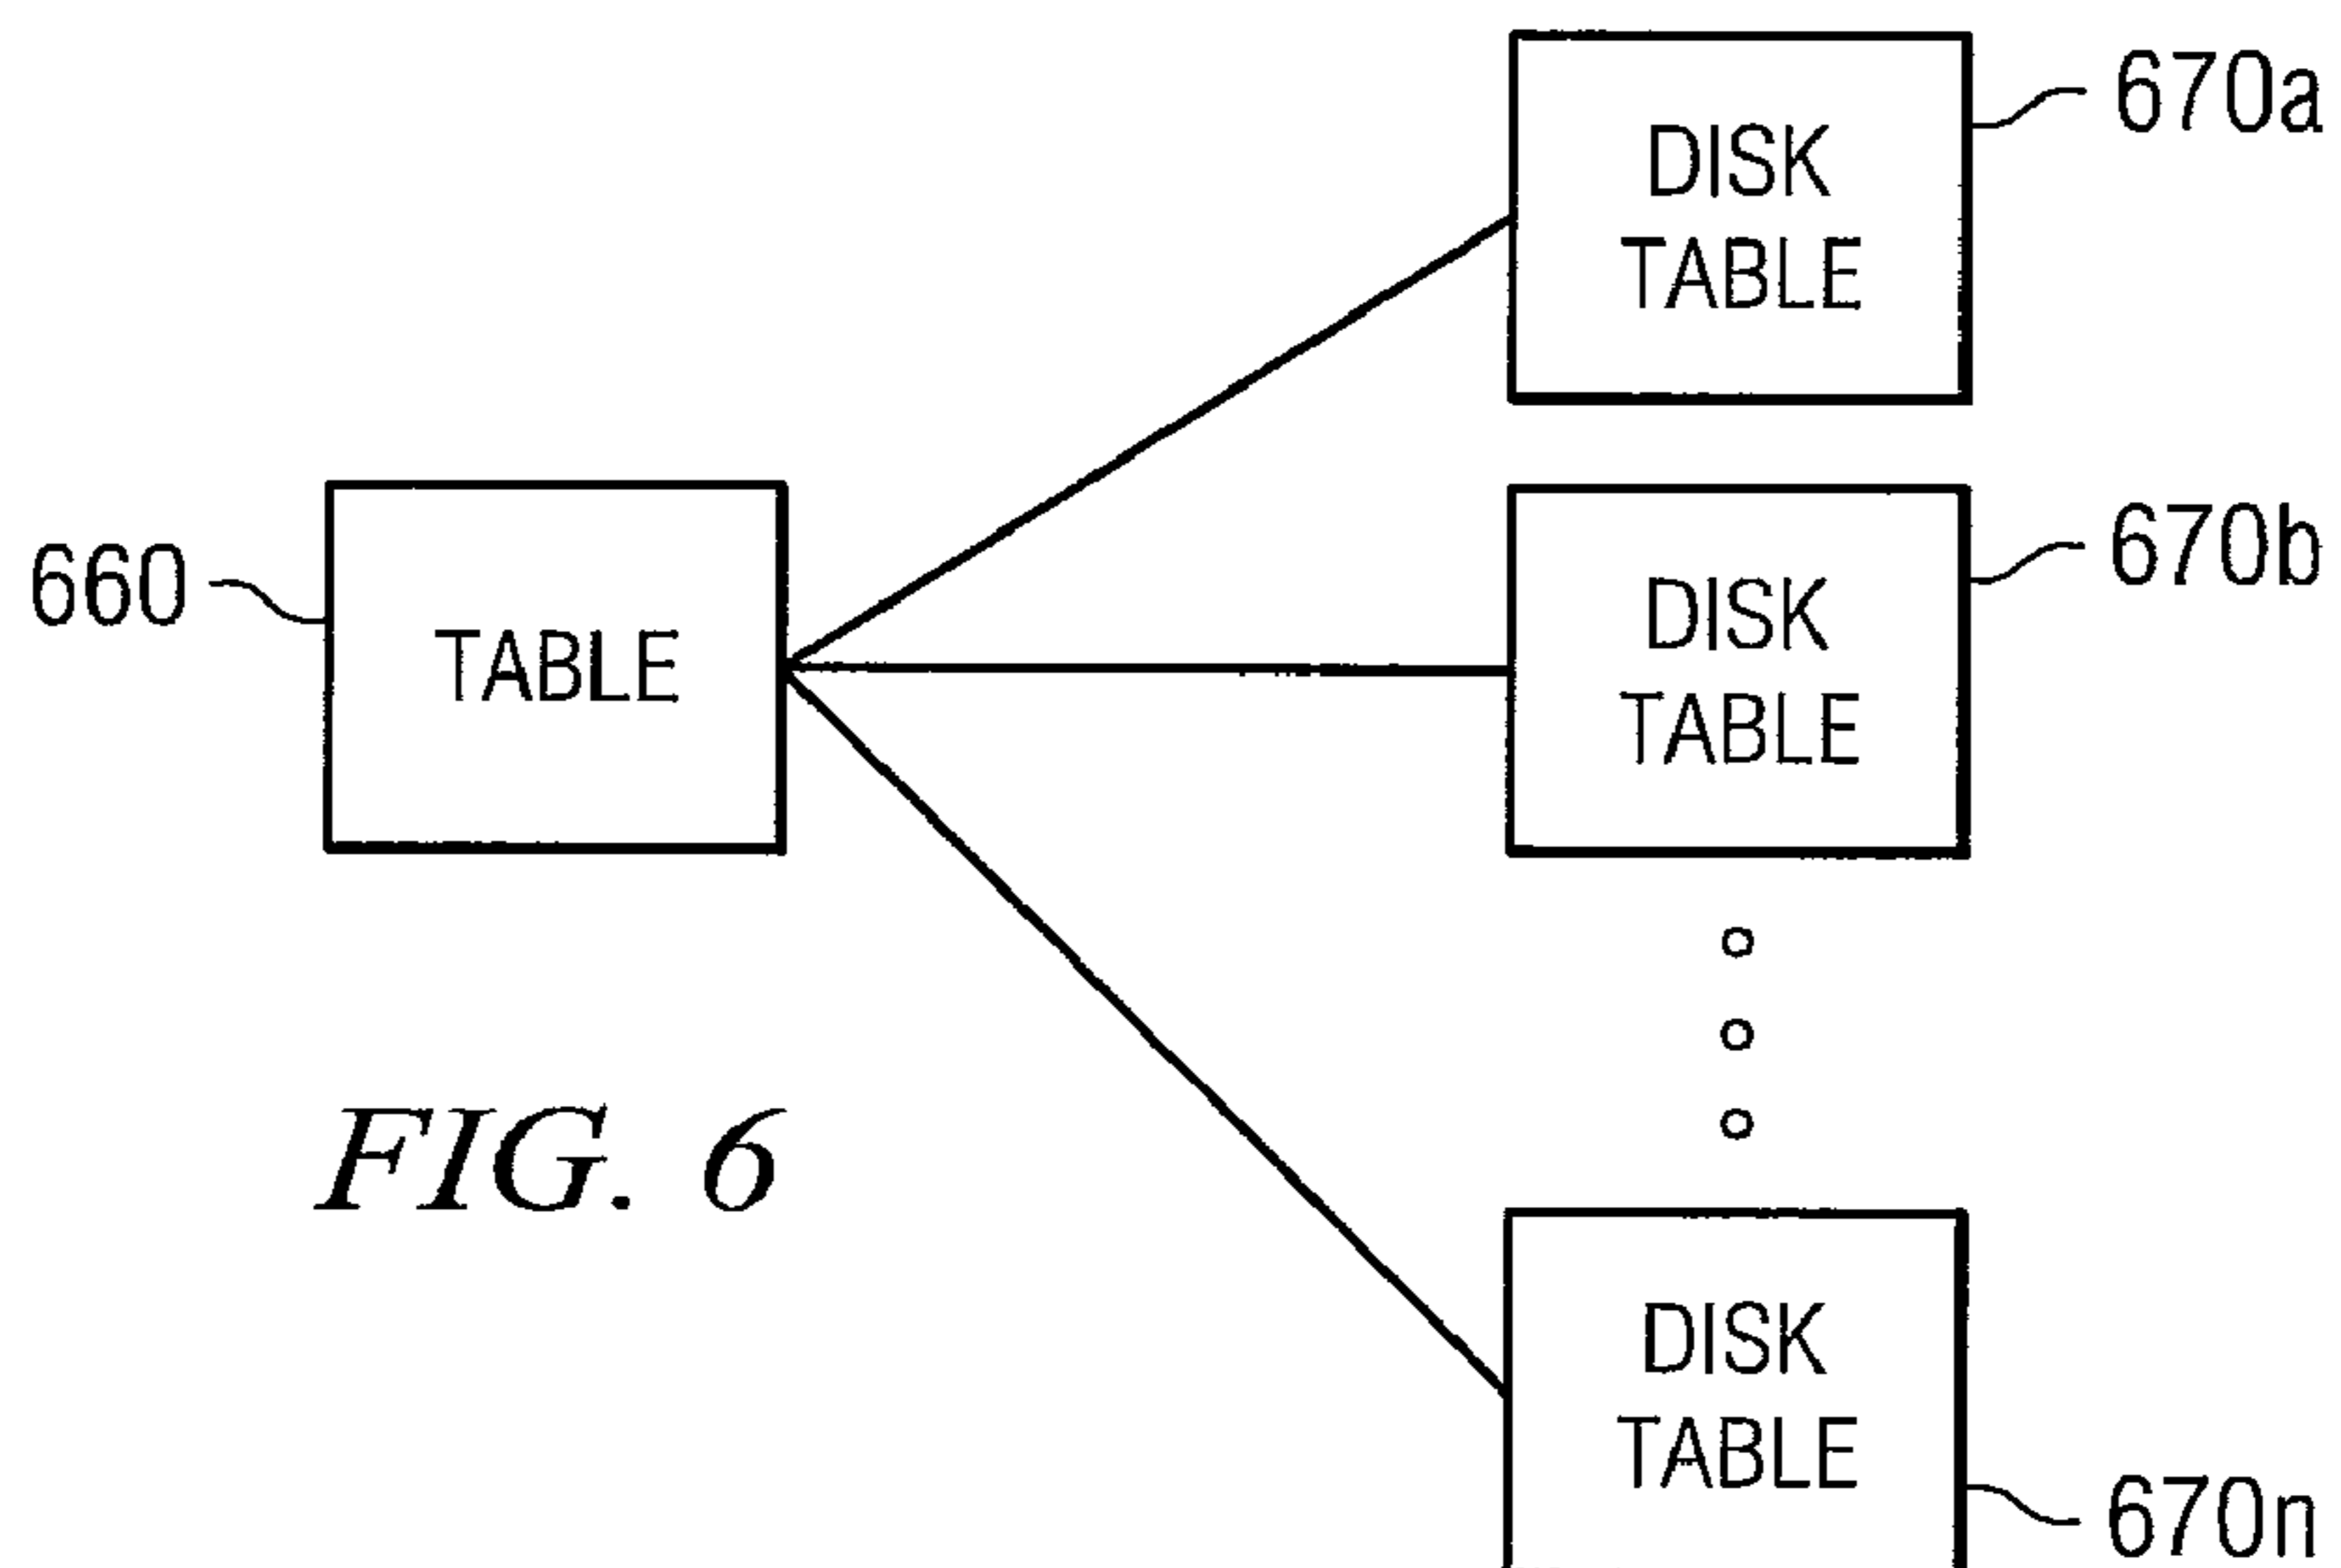 DISK
TABLE
670a
660
TABLE
DISK
TABLE
670b
FIG. 6
DISK
TABLE
670n